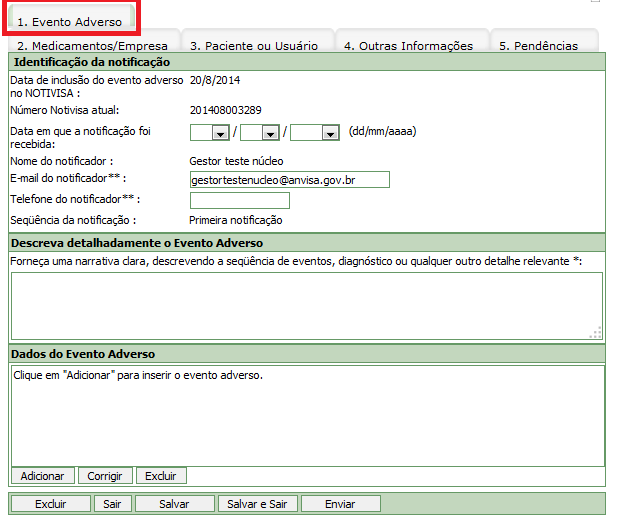 1. Evento Adverso
2. Medicamentos/Empresa 3. Paciente ou Usuário 4. Outras Informações 5. Pendências
Identificação da notificação
Data de inclusão do evento adverso 20/8/2014
no NOTIVISA :
Número Notivisa atual: 201408003289
Data em que a notificação foi / / (dd/mm/aaaa)
recebida:
Nome do notificador : Gestor teste núcleo
E-mail do notificador** : gestortestenucleo@anvisa.gov.br
Telefone do notificador** :
Seqüência da notificação : Primeira notificação
Descreva detalhadamente o Evento Adverso
Forneça uma narrativa clara, descrevendo a seqüência de eventos, diagnóstico ou qualquer outro detalhe relevante *:
Dados do Evento Adverso
Clique em "Adicionar" para inserir o evento adverso.
Adicionar Corrigir Excluir
Excluir Sair Salvar Salvar e Sair Enviar